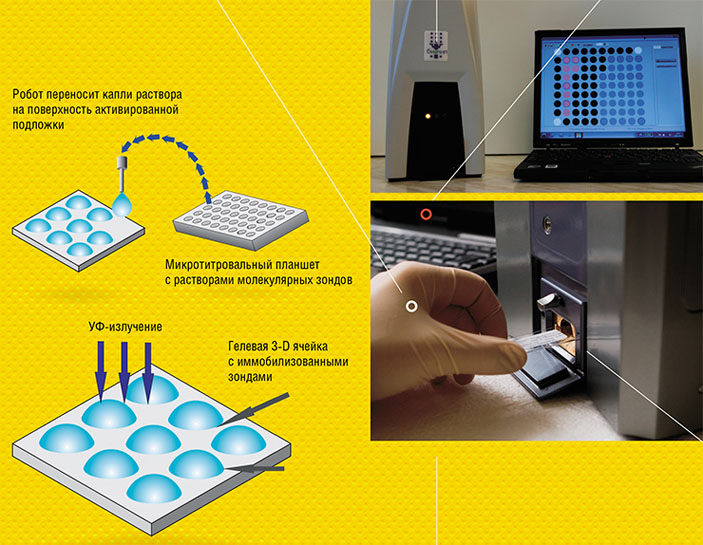 Робот переносит капли раствора
на поверхность активированной
подложки
Микротитровальный планшет
с растворами молекулярных зондов
УФ-излучение
Гелевая 3-D ячейка
с иммобилизованными
зондами